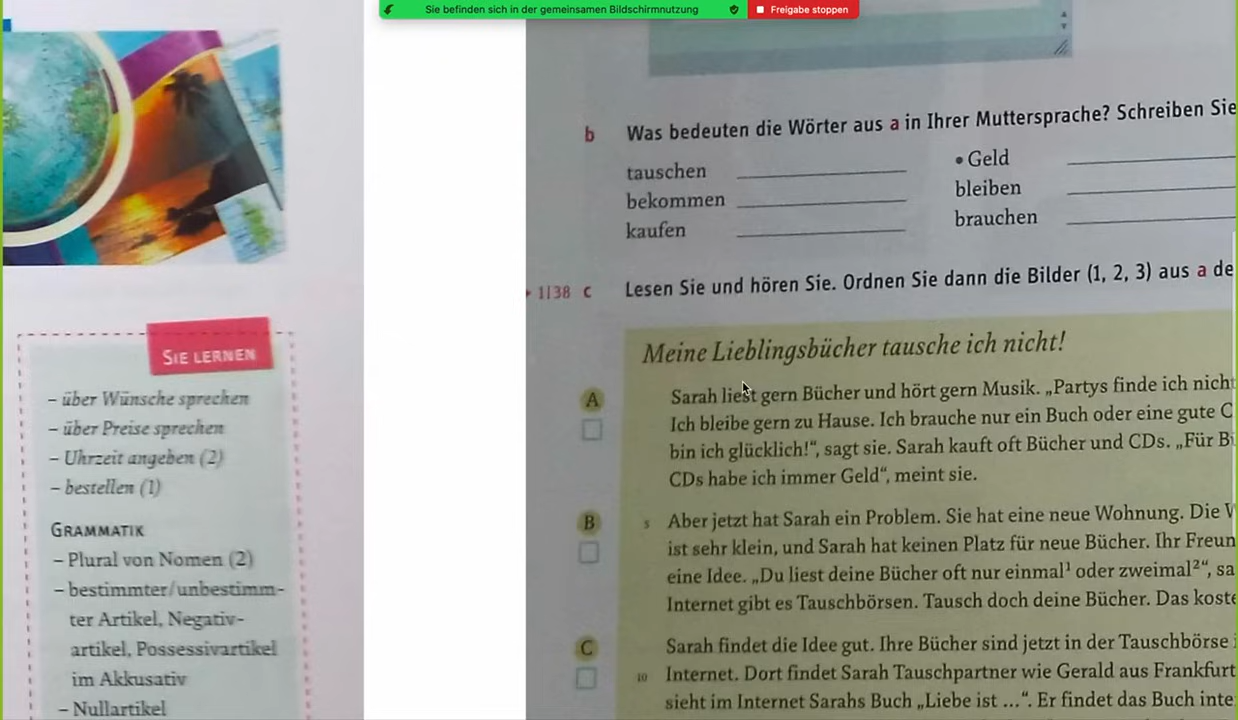 Sie befinden sich in der gemeinsamen Bildschirmnutzung
Freigabe stoppen
SIE LERNEN
– über Wünsche sprechen
– über Preise sprechen
– Uhrzeit angeben (2)
– bestellen (1)
GRAMMATIK
– Plural von Nomen (2)
– bestimmter/unbestimm-
ter Artikel, Negativ-
artikel, Possessivartikel
im Akkusativ
– Nullartikel
b Was bedeuten die Wörter aus a in Ihrer Muttersprache? Schreiben Sie
tauschen
bekommen
kaufen
• Geld
bleiben
brauchen
1|38 c Lesen Sie und hören Sie. Ordnen Sie dann die Bilder (1, 2, 3) aus a de
Meine Lieblingsbücher tausche ich nicht!
A Sarah liest gern Bücher und hört gern Musik. „Partys finde ich nicht
Ich bleibe gern zu Hause. Ich brauche nur ein Buch oder eine gute C
bin ich glücklich!“, sagt sie. Sarah kauft oft Bücher und CDs. „Für Bi
CDs habe ich immer Geld“, meint sie.
B 5 Aber jetzt hat Sarah ein Problem. Sie hat eine neue Wohnung. Die W
ist sehr klein, und Sarah hat keinen Platz für neue Bücher. Ihr Freun
eine Idee. „Du liest deine Bücher oft nur einmal¹ oder zweimal²“, sa
Internet gibt es Tauschbörsen. Tausch doch deine Bücher. Das koste
C Sarah findet die Idee gut. Ihre Bücher sind jetzt in der Tauschbörse i
10 Internet. Dort findet Sarah Tauschpartner wie Gerald aus Frankfurt
sieht im Internet Sarahs Buch „Liebe ist …“. Er findet das Buch inte